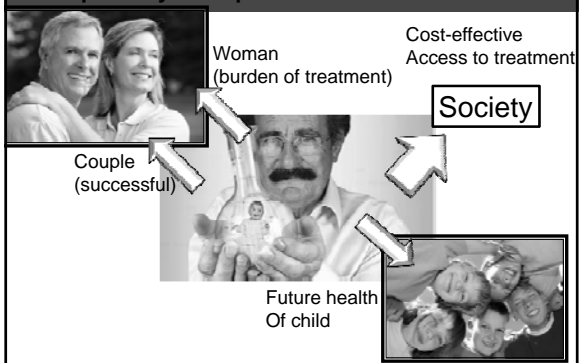 Woman
(burden of treatment)
Cost-effective
Access to treatment
Society
Couple
(successful)
Future health
Of child